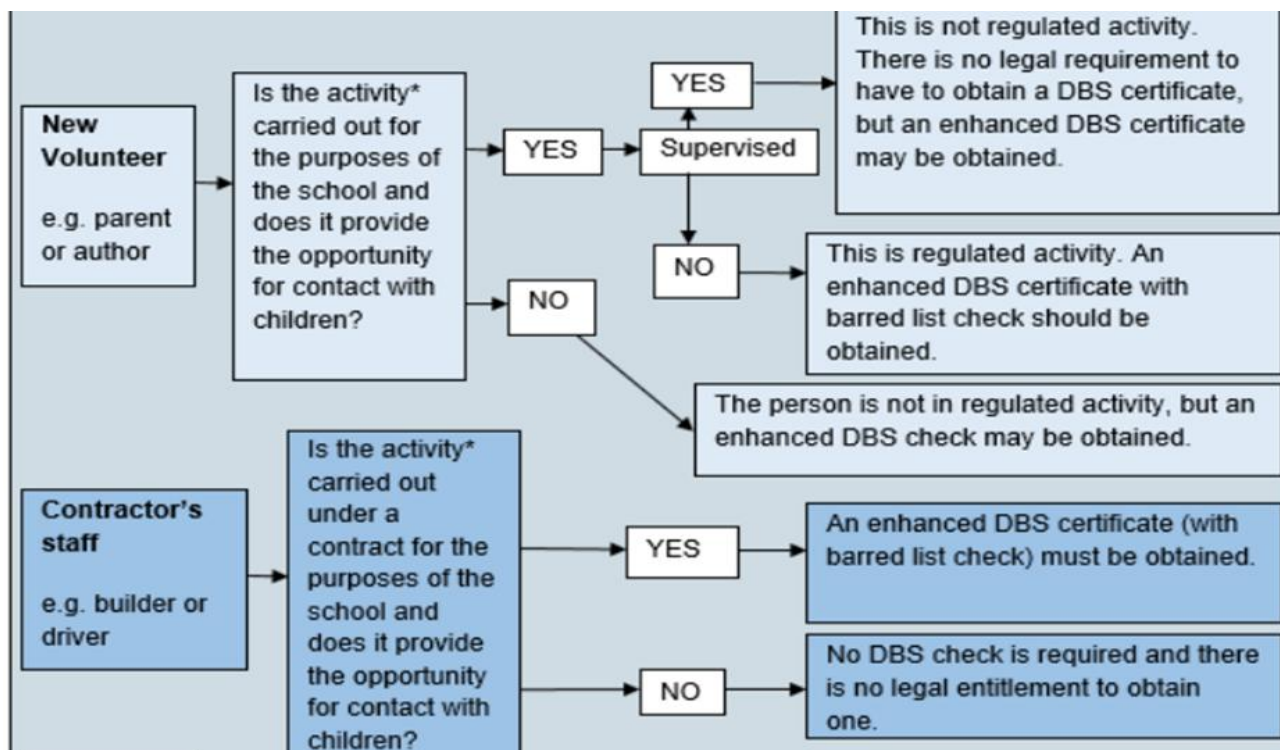 New
Volunteer
e.g. parent
or author
Is the activity*
carried out for
the purposes of
the school and
does it provide
the opportunity
for contact with
children?
YES
Supervised
YES
This is not regulated activity.
There is no legal requirement to
have to obtain a DBS certificate,
but an enhanced DBS certificate
may be obtained.
NO
This is regulated activity. An
enhanced DBS certificate with
barred list check should be
obtained.
NO
The person is not in regulated activity, but an
enhanced DBS check may be obtained.
Contractor's
staff
e.g. builder or
driver
Is the activity*
carried out
under a
contract for the
purposes of the
school and
does it provide
the opportunity
for contact with
children?
YES
An enhanced DBS certificate (with
barred list check) must be obtained.
NO
No DBS check is required and there
is no legal entitlement to obtain
one.